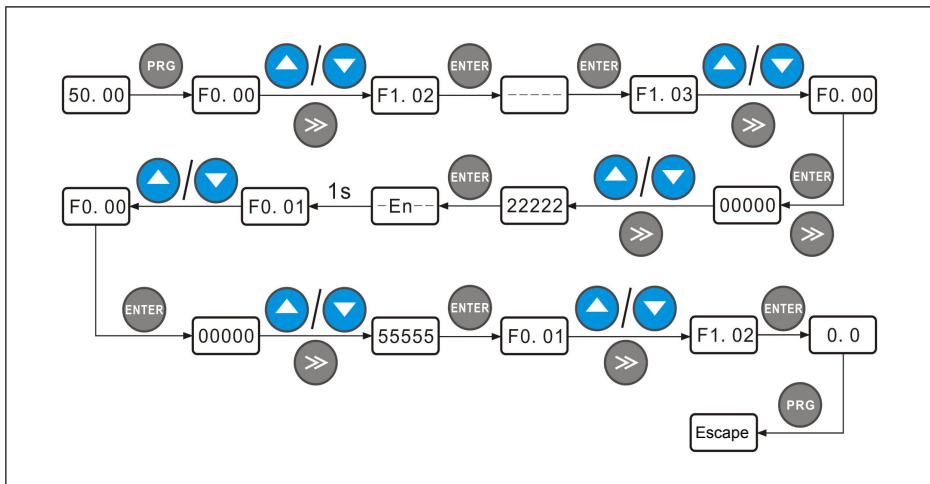 PRG / ENTER ENTER /
50. 00 F0. 00 F1. 02 ----- F1. 03 F0. 00
/ 1s ENTER / ENTER
F0. 00 F0. 01 -En-- 22222 00000
ENTER / ENTER / ENTER
00000 55555 F0. 01 F1. 02 0. 0
PRG
Escape